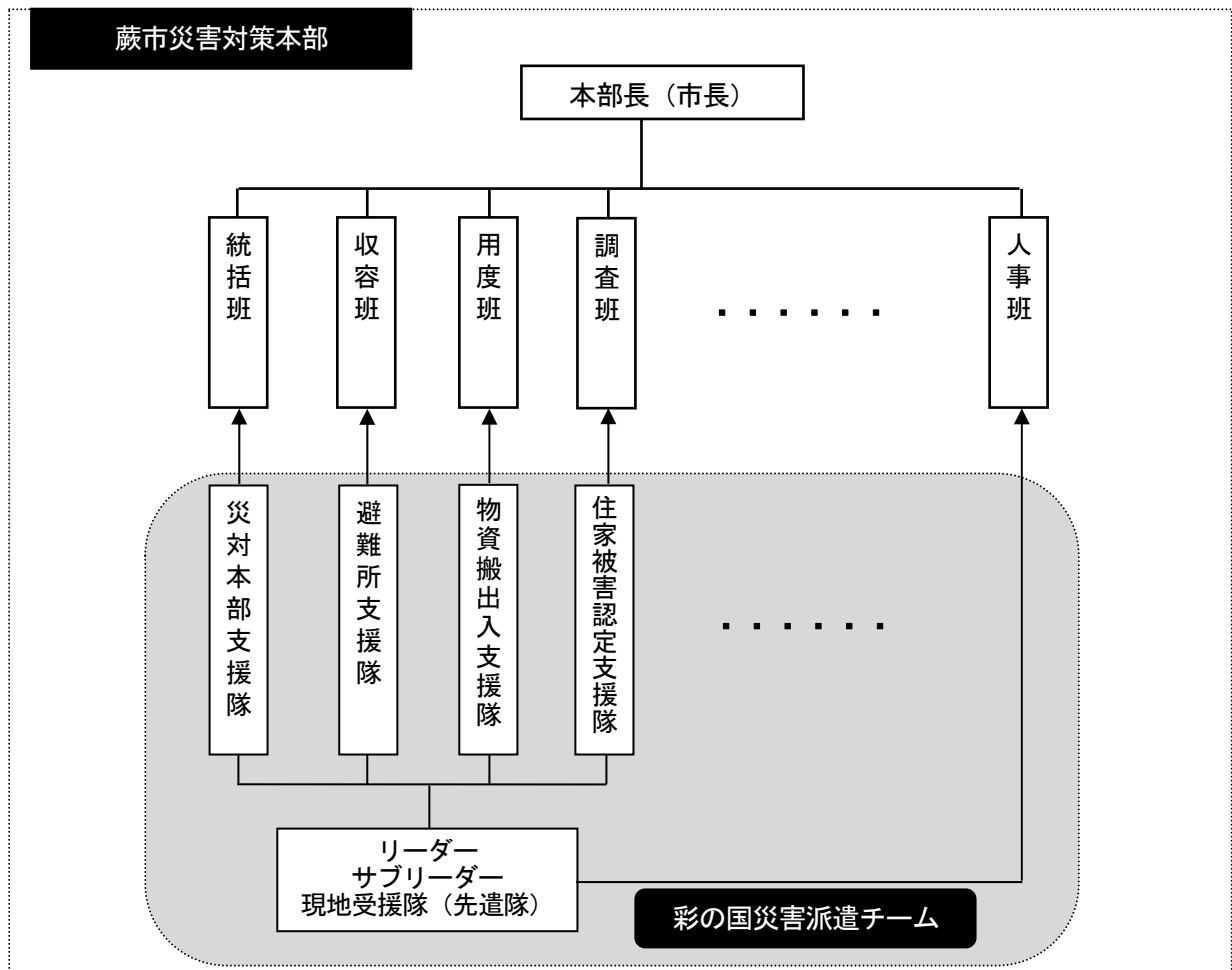 蕨市災害対策本部
本部長（市長）
統括班
収容班
用度班
調査班
・・・・・・
人事班
災対本部支援隊
避難所支援隊
物資搬出入支援隊
住家被害認定支援隊
・・・・・・
リーダー
サブリーダー
現地受援隊（先遣隊）
彩の国災害派遣チーム